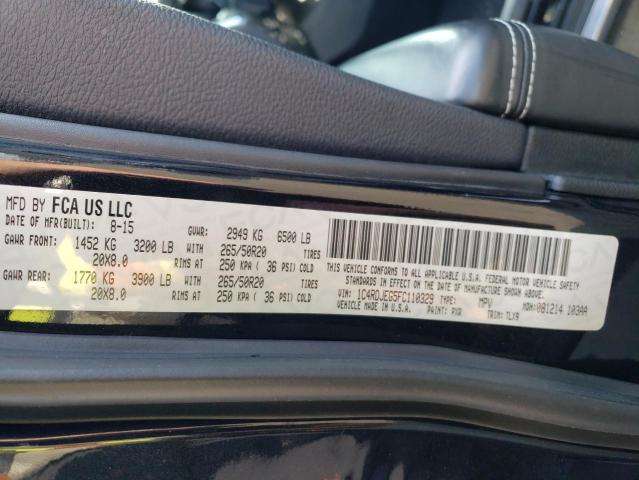 MFD BY FCA US LLC
DATE OF MFR(BUILT): 8-15 GVWR: 2949 KG 6500 LB
GAWR FRONT: 1452 KG 3200 LB WITH 265/50R20 TIRES
20X8.0 RIMS AT 250 KPA ( 36 PSI) COLD
GAWR REAR: 1770 KG 3900 LB WITH 265/50R20 TIRES
20X8.0 RIMS AT 250 KPA ( 36 PSI) COLD
THIS VEHICLE CONFORMS TO ALL APPLICABLE U.S.A. FEDERAL MOTOR VEHICLE SAFETY
STANDARDS IN EFFECT ON THE DATE OF MANUFACTURE SHOWN ABOVE.
VIN: 1C4RDJEG5FC110329 TYPE: MPV MDH: 081214 103AA
VEHICLE MADE IN U.S.A. PAINT: PXR TRIM: TLX9